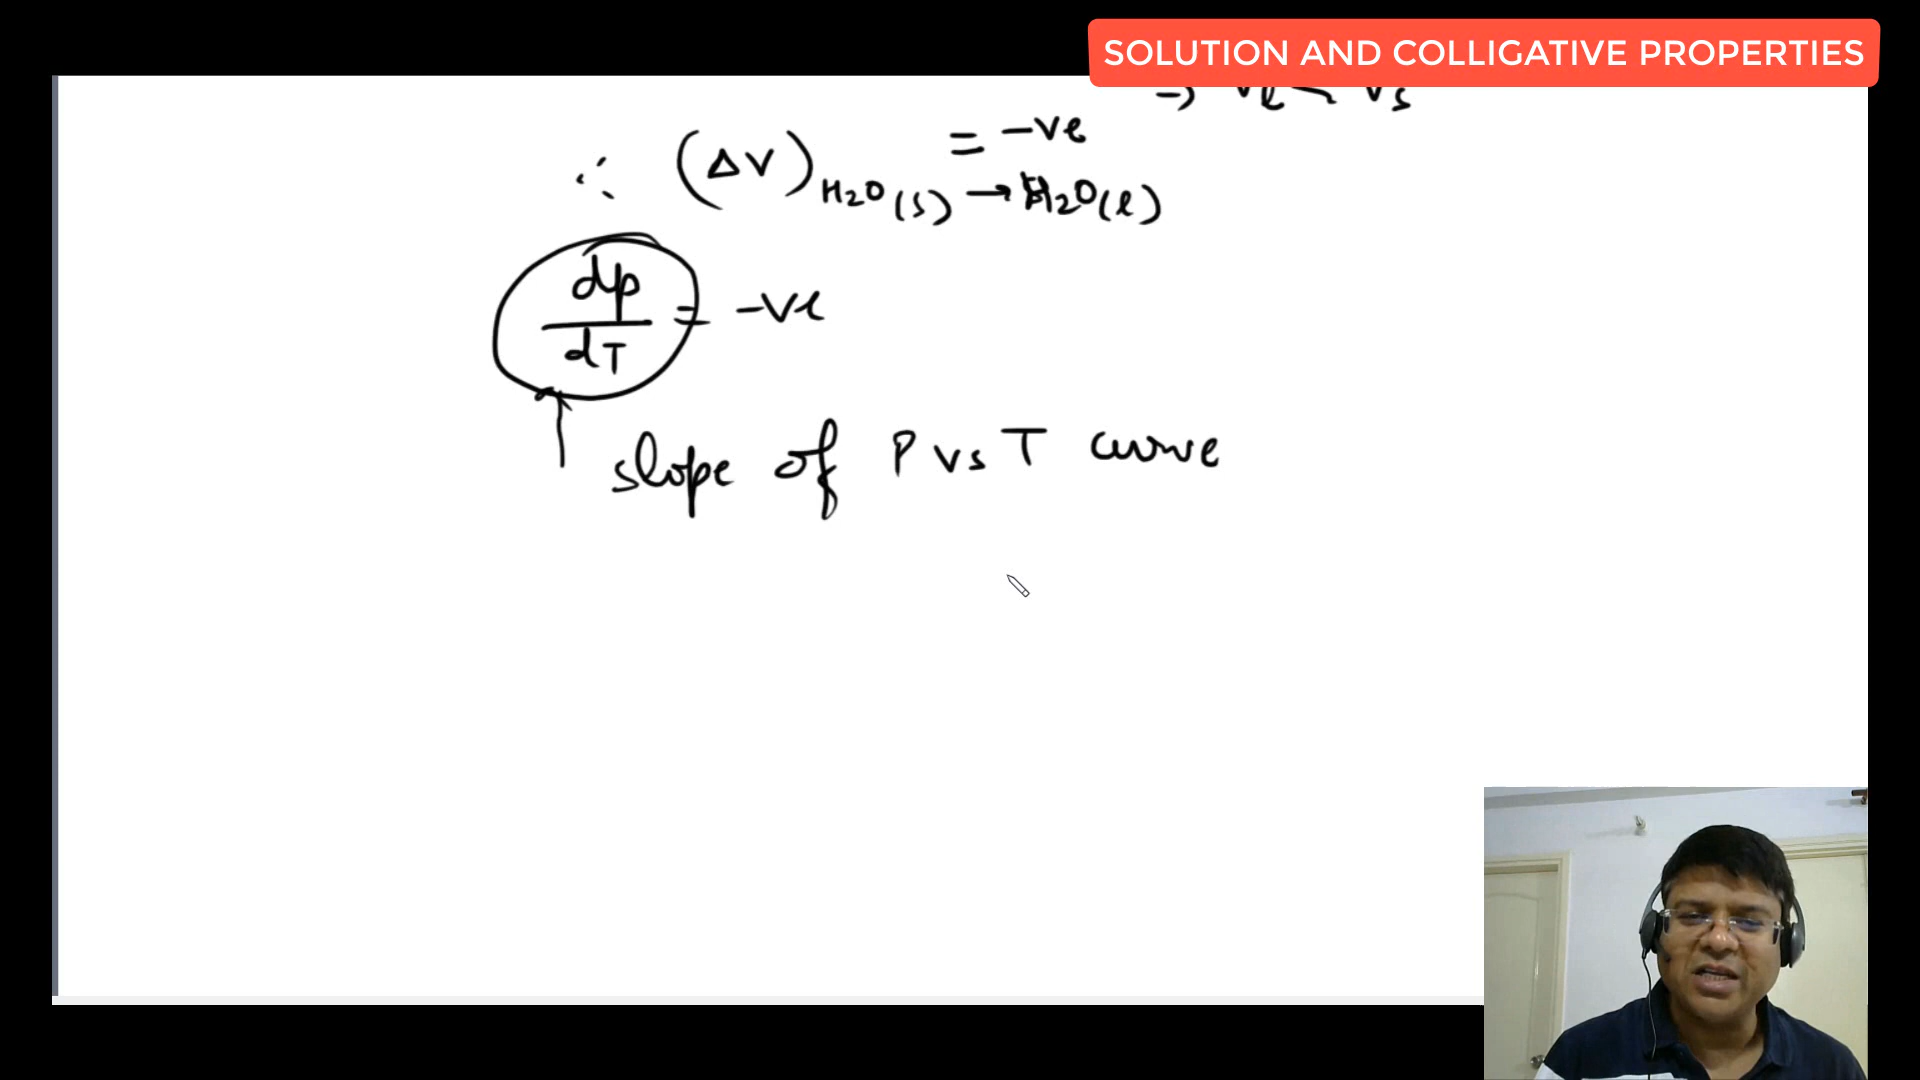 SOLUTION AND COLLIGATIVE PROPERTIES
∴ (ΔV) H₂O(s) → H₂O(l) = -ve
dp/dT = -ve
↑ slope of P vs T curve